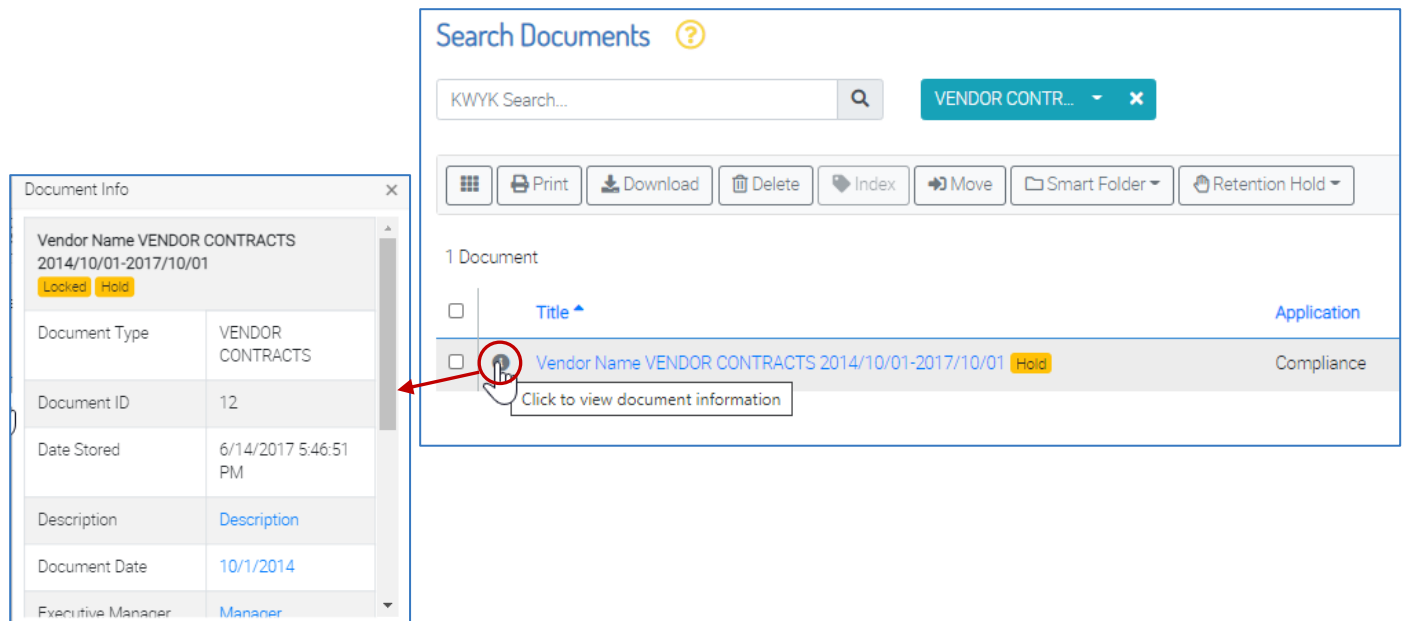 Search Documents ?
KWYK Search...
VENDOR CONTR...
Print Download Delete Index Move Smart Folder Retention Hold
1 Document
Title Application
Vendor Name VENDOR CONTRACTS 2014/10/01-2017/10/01 Hold Compliance
Click to view document information
Document Info
Vendor Name VENDOR CONTRACTS
2014/10/01-2017/10/01
Locked Hold
Document Type VENDOR
CONTRACTS
Document ID 12
Date Stored 6/14/2017 5:46:51
PM
Description Description
Document Date 10/1/2014
Executive Manager Manager